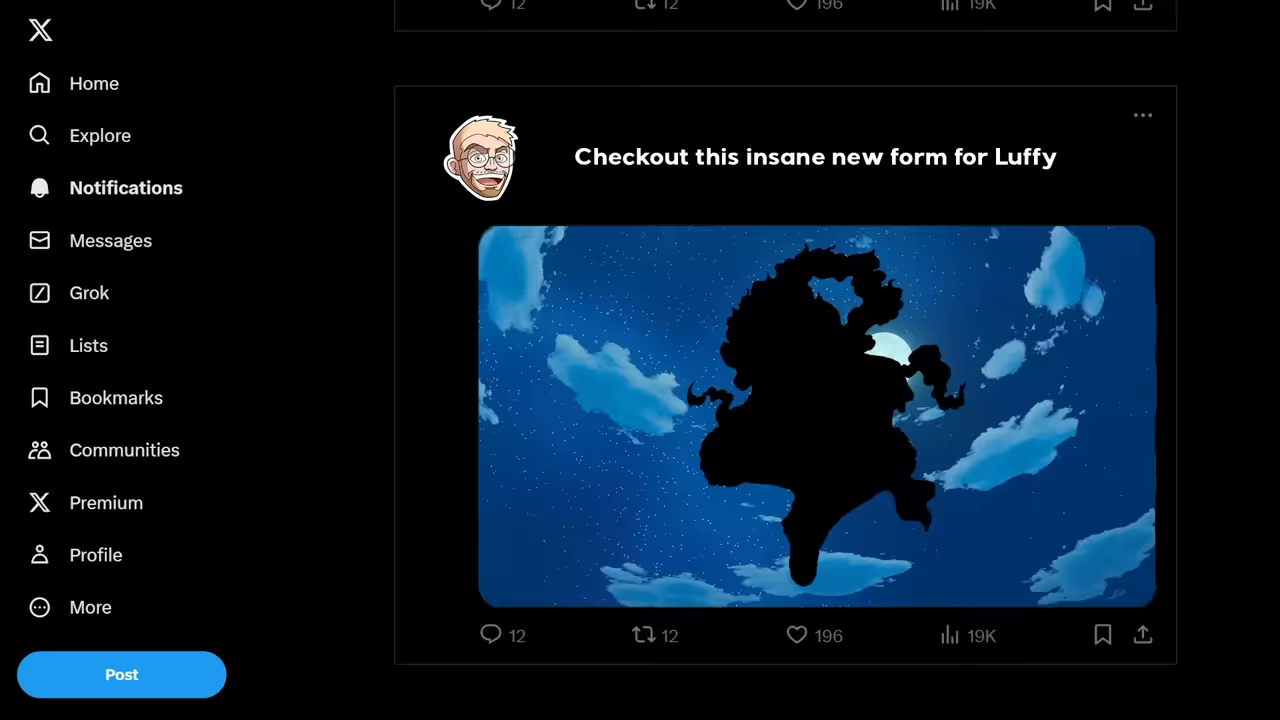 12
12
196
19K
Home
Explore
Notifications
Messages
Grok
Lists
Bookmarks
Communities
Premium
Profile
More
Post
Checkout this insane new form for Luffy
12
12
196
19K